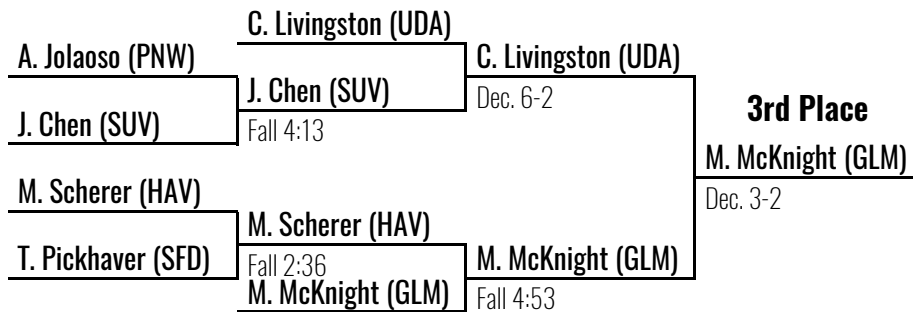 C. Livingston (UDA)
A. Jolaoso (PNW)
C. Livingston (UDA)
J. Chen (SUV)
Dec. 6-2
3rd Place
J. Chen (SUV)
Fall 4:13
M. McKnight (GLM)
M. Scherer (HAV)
Dec. 3-2
M. Scherer (HAV)
T. Pickhaver (SFD)
Fall 2:36
M. McKnight (GLM)
M. McKnight (GLM)
Fall 4:53